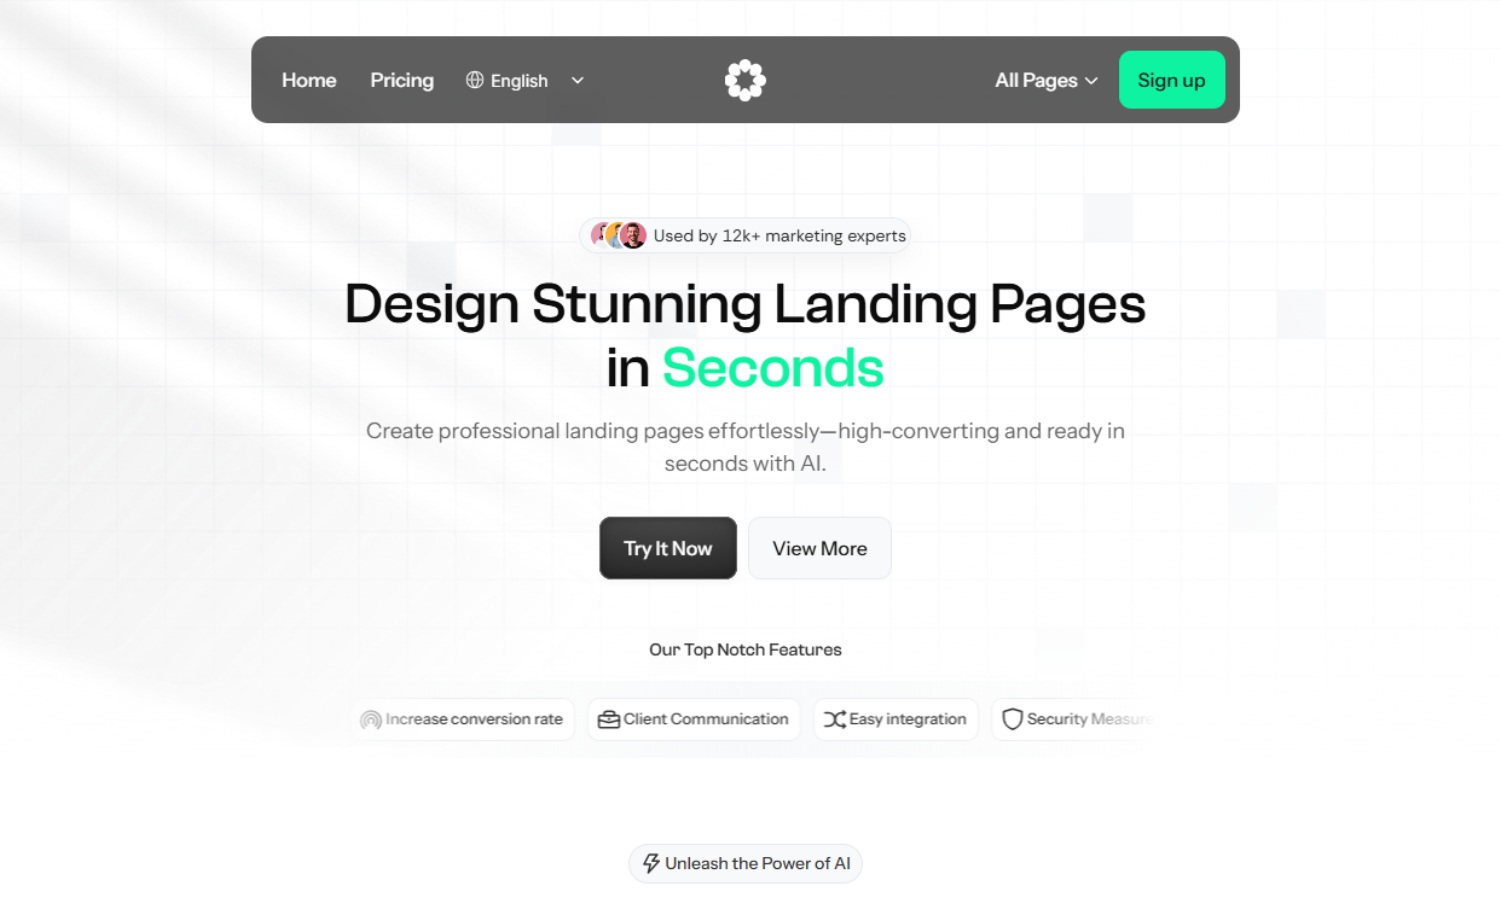 Home Pricing English All Pages Sign up
Used by 12k+ marketing experts
Design Stunning Landing Pages
in Seconds
Create professional landing pages effortlessly—high-converting and ready in
seconds with AI.
Try It Now View More
Our Top Notch Features
Increase conversion rate Client Communication Easy integration Security Measure
Unleash the Power of AI